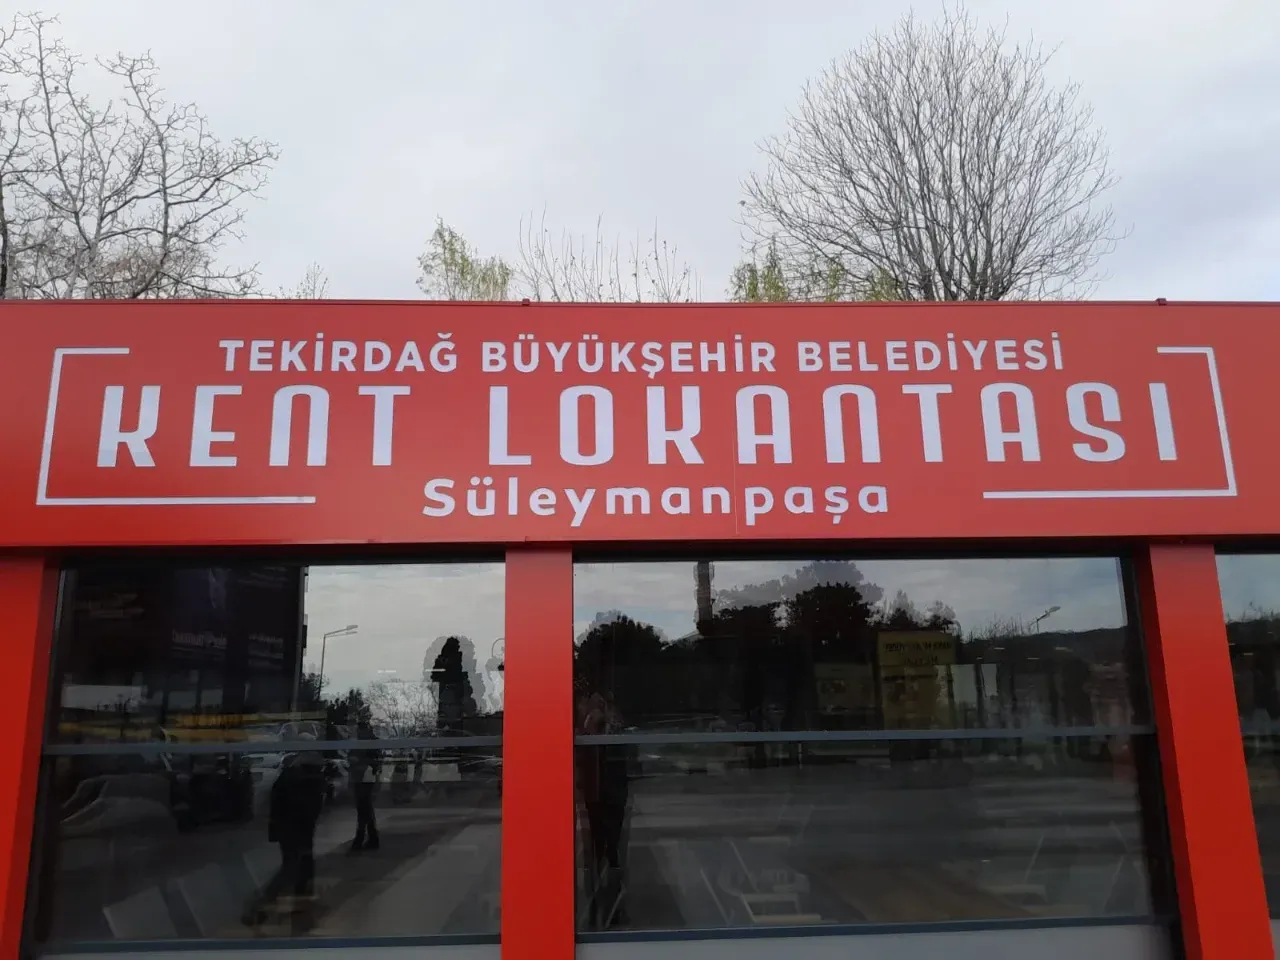 TEKİRDAĞ BÜYÜKŞEHİR BELEDİYESİ
KENT LOKANTASI
Süleymanpaşa